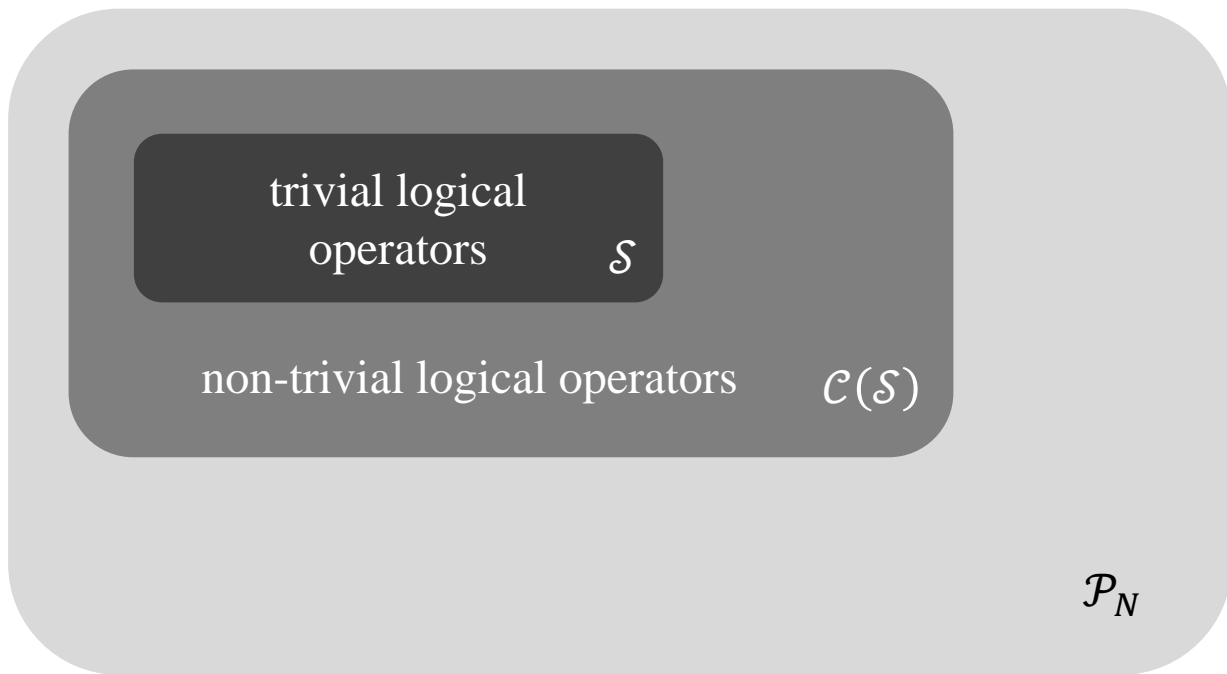 trivial logical
operators 𝒮
non-trivial logical operators 𝒞(𝒮)
𝒫_N